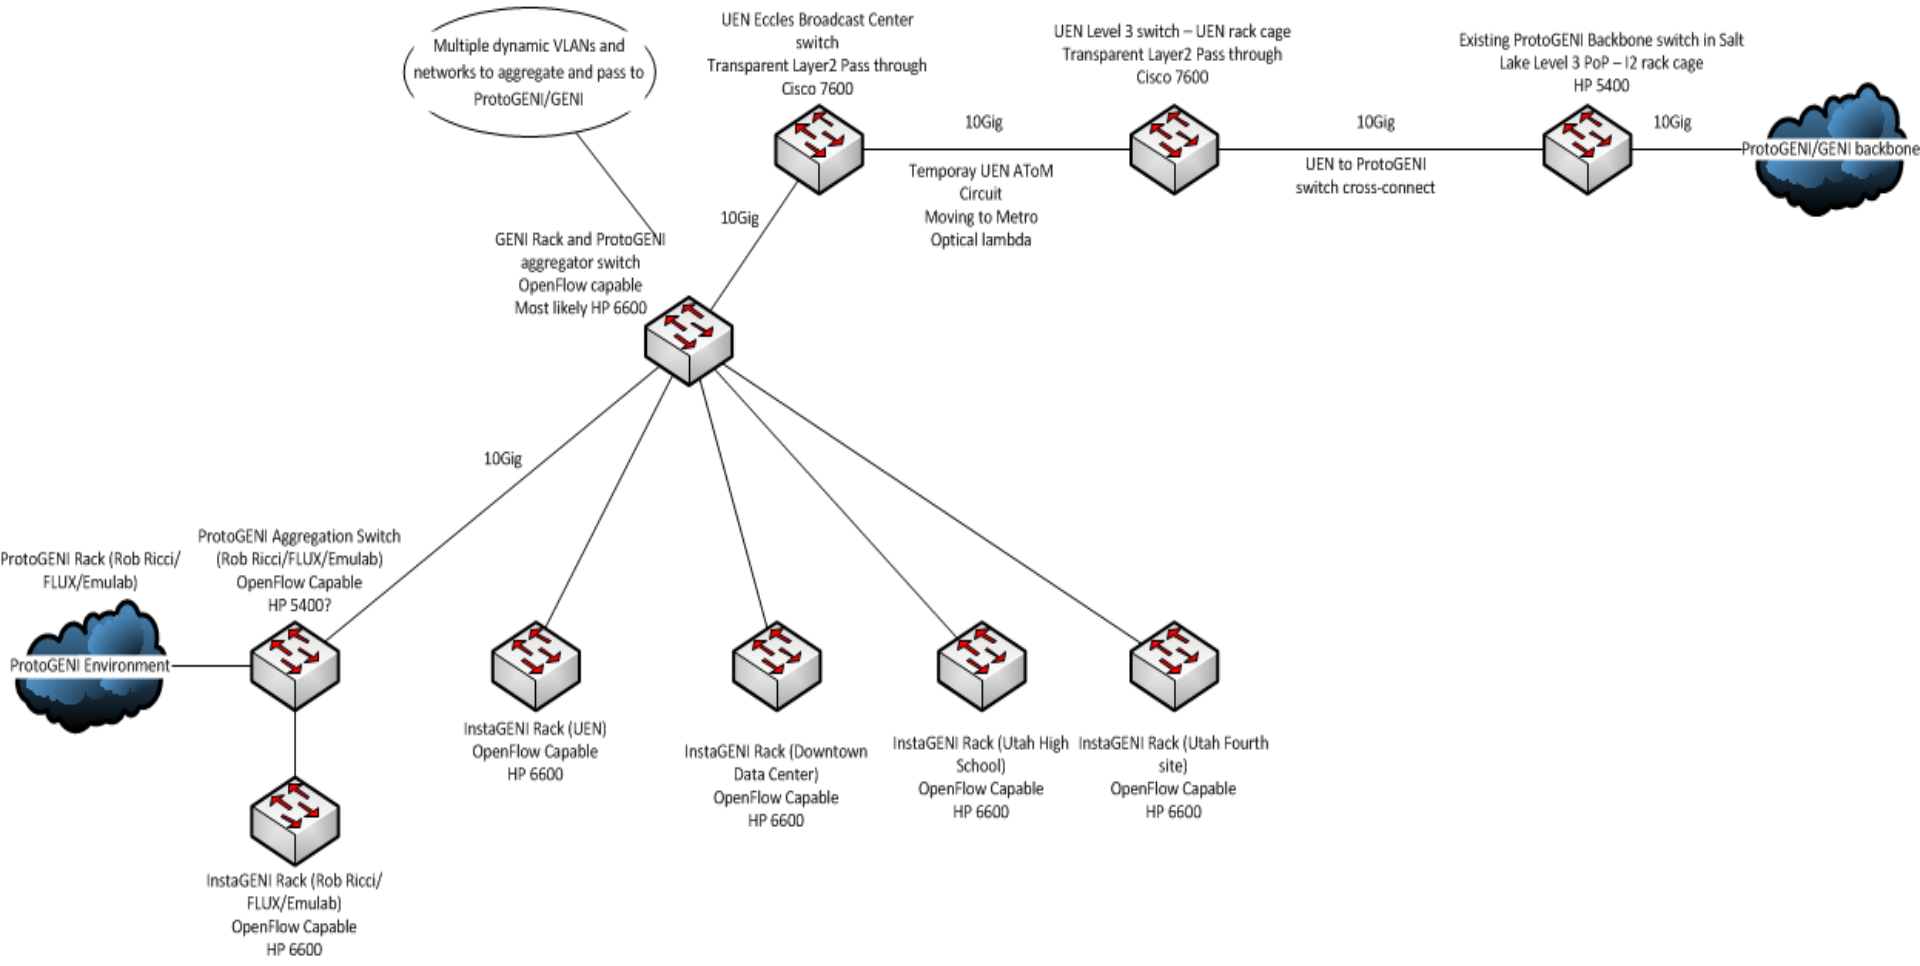 Multiple dynamic VLANs and
networks to aggregate and pass to
ProtoGENI/GENI
UEN Eccles Broadcast Center
switch
Transparent Layer2 Pass through
Cisco 7600
UEN Level 3 switch – UEN rack cage
Transparent Layer2 Pass through
Cisco 7600
Existing ProtoGENI Backbone switch in Salt
Lake Level 3 PoP – I2 rack cage
HP 5400
10Gig
10Gig
10Gig
ProtoGENI/GENI backbone
Temporay UEN AToM
Circuit
Moving to Metro
Optical lambda
UEN to ProtoGENI
switch cross-connect
10Gig
GENI Rack and ProtoGENI
aggregator switch
OpenFlow capable
Most likely HP 6600
10Gig
ProtoGENI Rack (Rob Ricci/
FLUX/Emulab)
ProtoGENI Environment
ProtoGENI Aggregation Switch
(Rob Ricci/FLUX/Emulab)
OpenFlow Capable
HP 5400?
InstaGENI Rack (UEN)
OpenFlow Capable
HP 6600
InstaGENI Rack (Downtown
Data Center)
OpenFlow Capable
HP 6600
InstaGENI Rack (Utah High
School)
OpenFlow Capable
HP 6600
InstaGENI Rack (Utah Fourth
site)
OpenFlow Capable
HP 6600
InstaGENI Rack (Rob Ricci/
FLUX/Emulab)
OpenFlow Capable
HP 6600